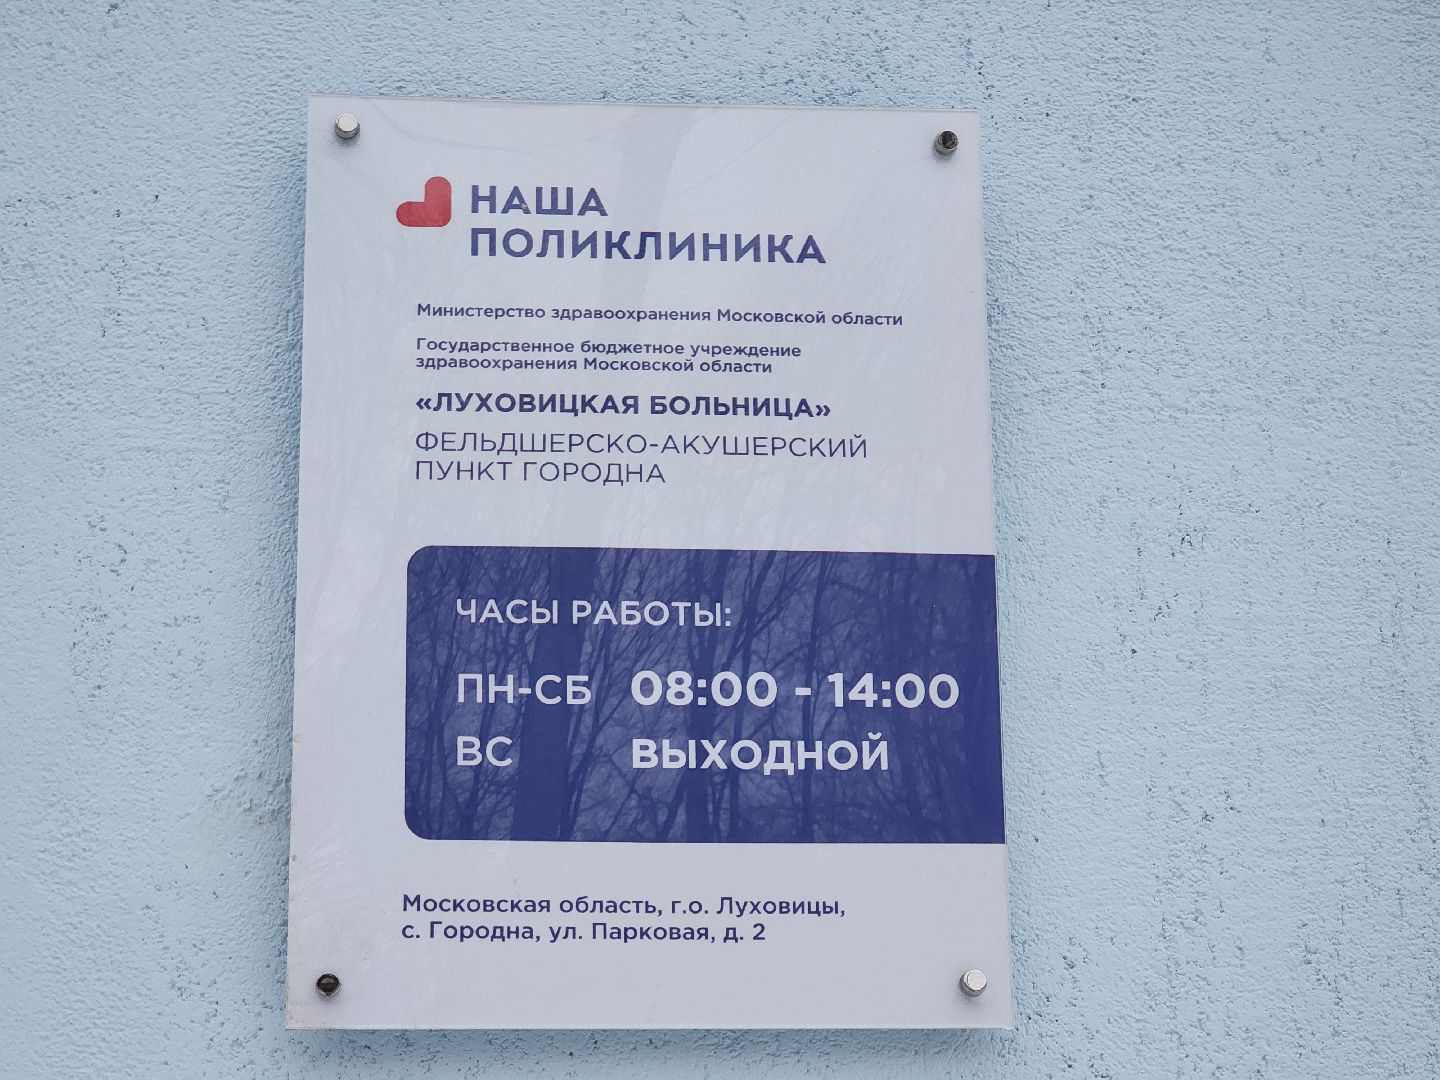 НАША
ПОЛИКЛИНИКА
Министерство здравоохранения Московской области
Государственное бюджетное учреждение
здравоохранения Московской области
«ЛУХОВИЦКАЯ БОЛЬНИЦА»
ФЕЛЬДШЕРСКО-АКУШЕРСКИЙ
ПУНКТ ГОРОДНА
ЧАСЫ РАБОТЫ:
ПН-СБ 08:00 - 14:00
ВС ВЫХОДНОЙ
Московская область, г.о. Луховицы,
с. Городна, ул. Парковая, д. 2